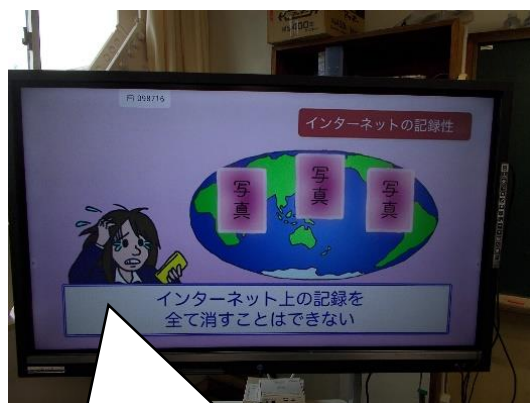 インターネットの記録性
写真
写真
写真
インターネット上の記録を
全て消すことはできない